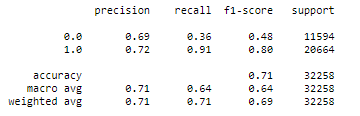 precision recall f1-score support
0.0 0.69 0.36 0.48 11594
1.0 0.72 0.91 0.80 20664
accuracy 0.71 32258
macro avg 0.71 0.64 0.64 32258
weighted avg 0.71 0.71 0.69 32258